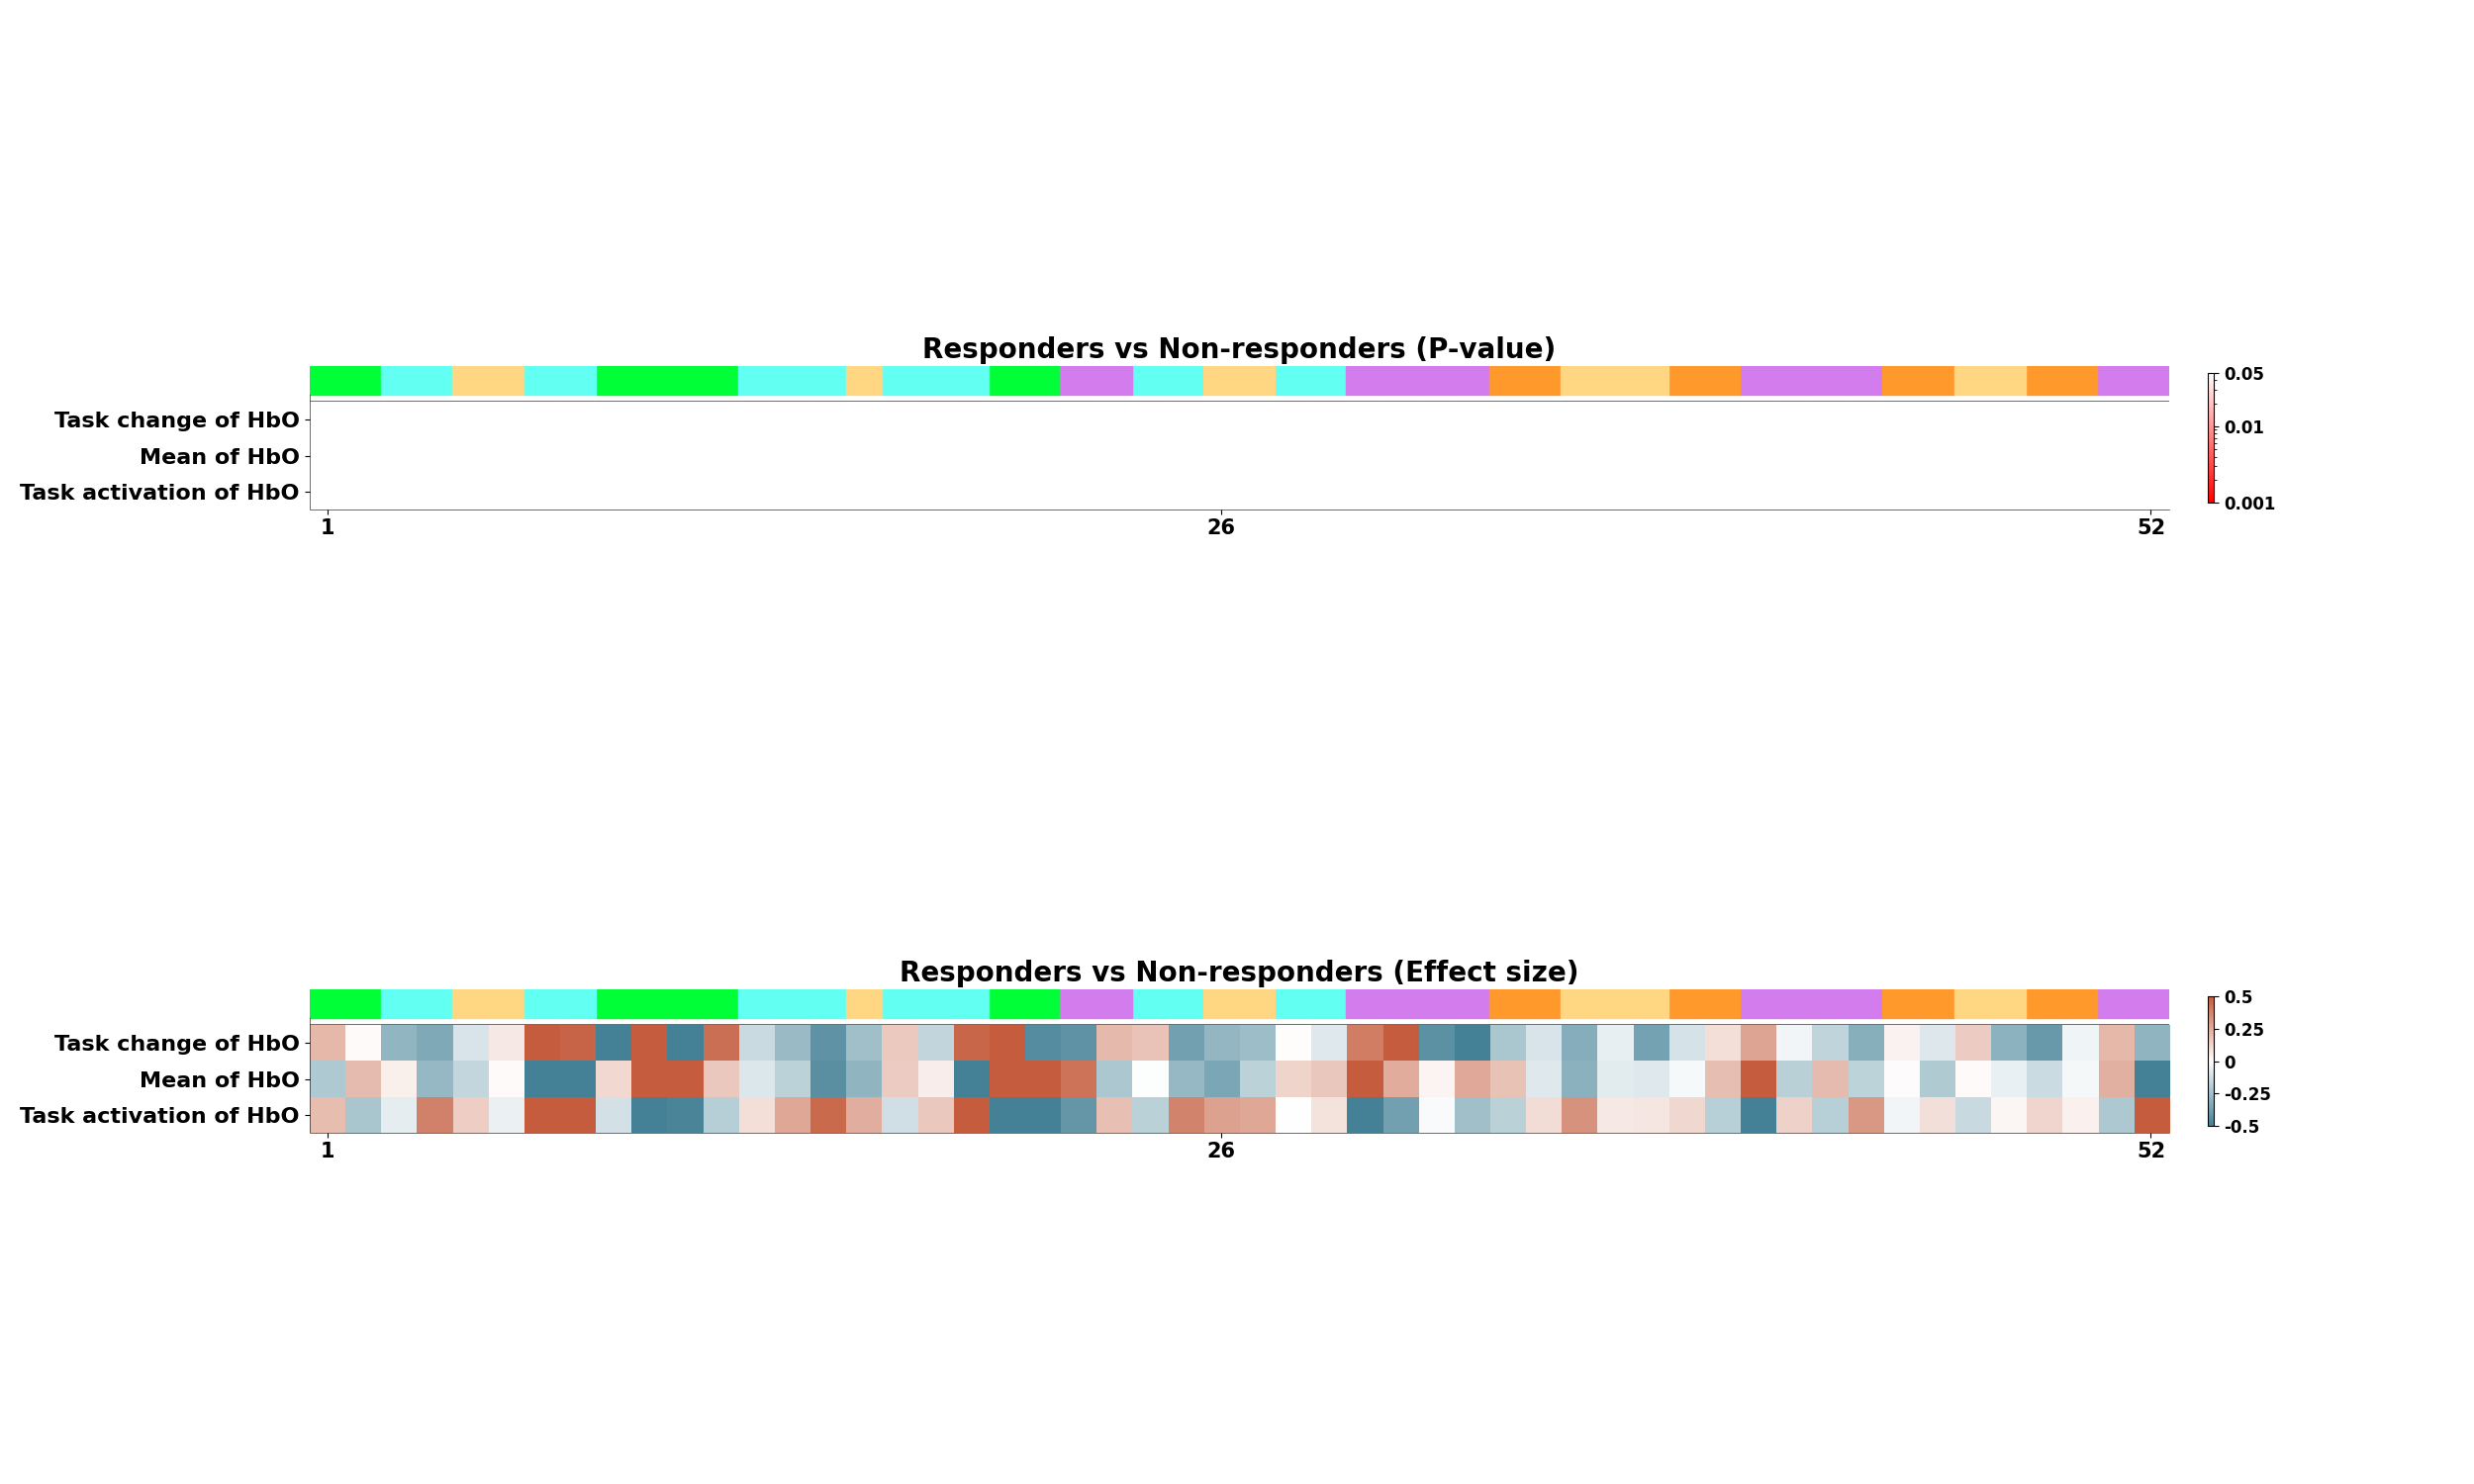 Responders vs Non-responders (P-value)
Task change of HbO
Mean of HbO
Task activation of HbO
1
26
52
0.05
0.01
0.001
Responders vs Non-responders (Effect size)
Task change of HbO
Mean of HbO
Task activation of HbO
1
26
52
0.5
0.25
0
-0.25
-0.5